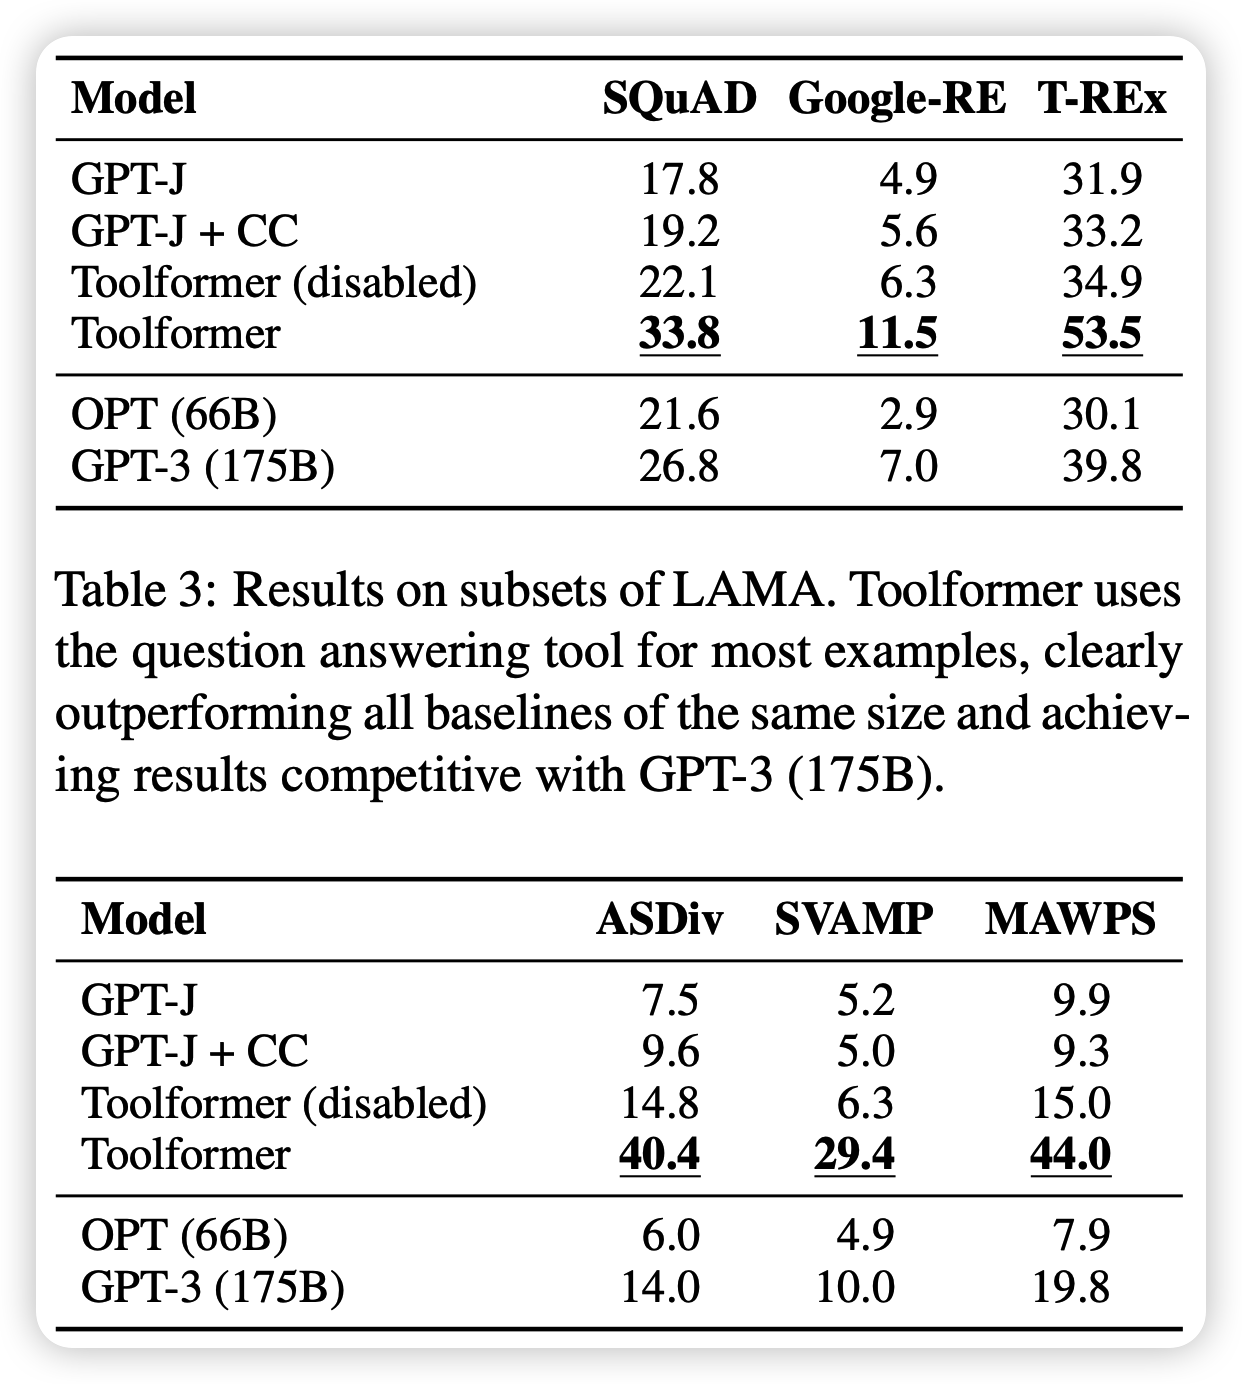 Model SQuAD Google-RE T-REx
GPT-J 17.8 4.9 31.9
GPT-J + CC 19.2 5.6 33.2
Toolformer (disabled) 22.1 6.3 34.9
Toolformer 33.8 11.5 53.5
OPT (66B) 21.6 2.9 30.1
GPT-3 (175B) 26.8 7.0 39.8
Table 3: Results on subsets of LAMA. Toolformer uses
the question answering tool for most examples, clearly
outperforming all baselines of the same size and achiev-
ing results competitive with GPT-3 (175B).
Model ASDiv SVAMP MAWPS
GPT-J 7.5 5.2 9.9
GPT-J + CC 9.6 5.0 9.3
Toolformer (disabled) 14.8 6.3 15.0
Toolformer 40.4 29.4 44.0
OPT (66B) 6.0 4.9 7.9
GPT-3 (175B) 14.0 10.0 19.8